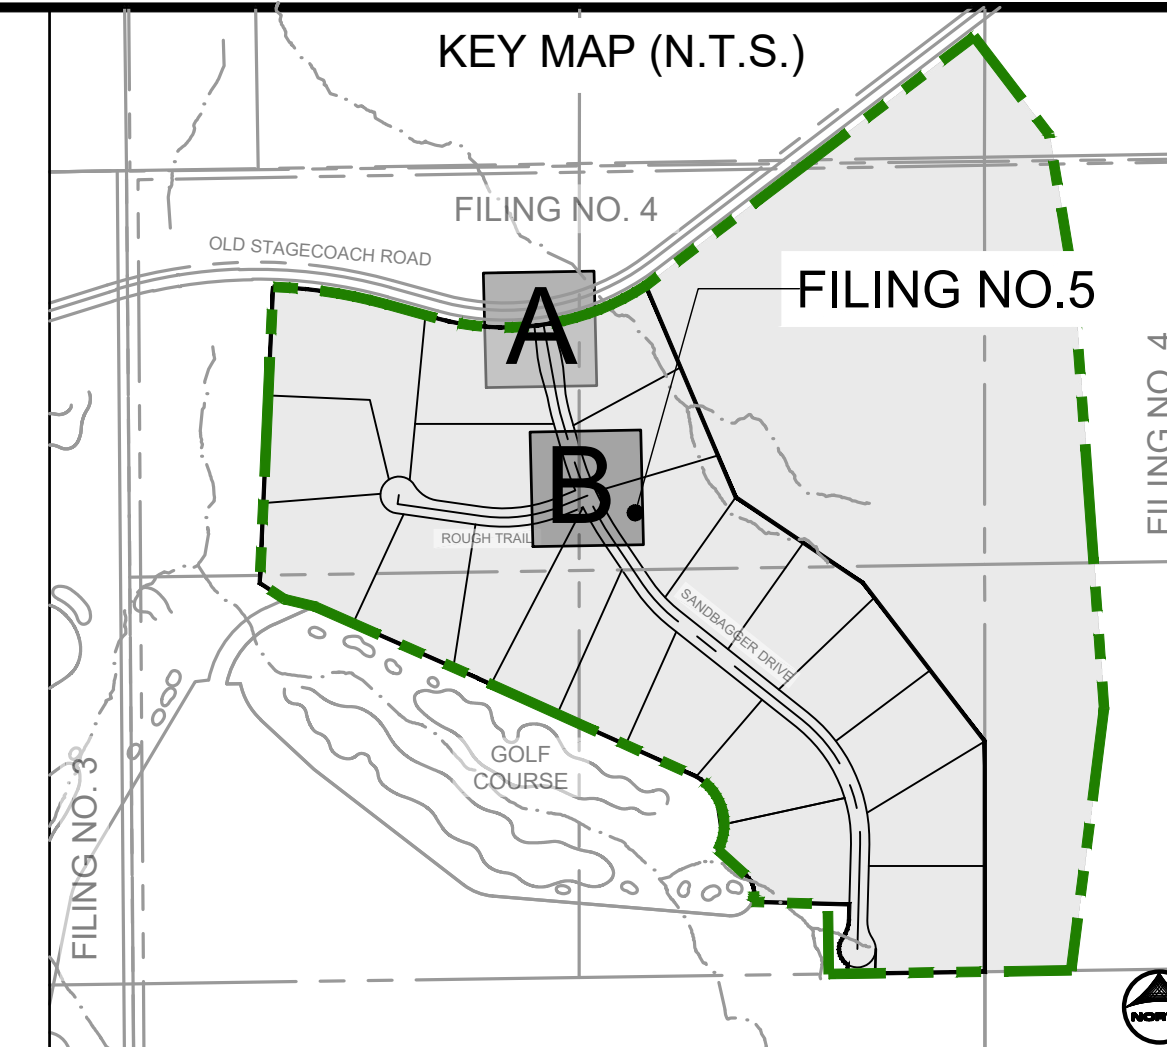 KEY MAP (N.T.S.)
FILING NO. 4
OLD STAGECOACH ROAD
FILING NO.5
A
FILING NO. 4
B
ROUGH TRAIL
SANDBAGGER DRIVE
GOLF
COURSE
FILING NO. 3